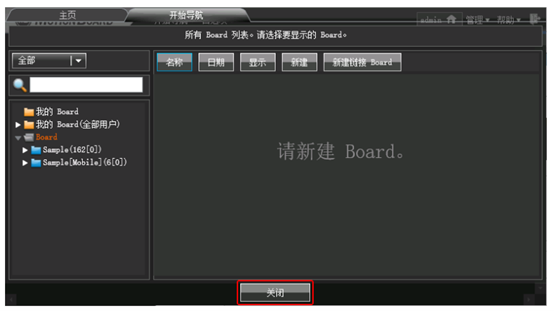 主页 开始导航
admin 管理 帮助
所有 Board 列表。请选择要显示的 Board。
全部
名称 日期 显示 新建 新建链接 Board
我的 Board
我的 Board(全部用户)
Board
Sample(162[0])
Sample[Mobile](6[0])
请新建 Board。
关闭